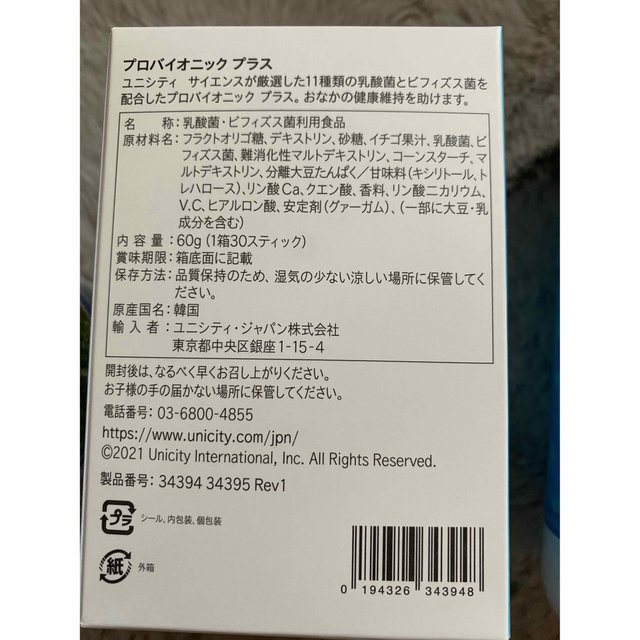 プロバイオニック プラス
ユニシティ サイエンスが厳選した11種類の乳酸菌とビフィズス菌を
配合したプロバイオニック プラス。おなかの健康維持を助けます。
名称:乳酸菌・ビフィズス菌利用食品
原材料名:フラクトオリゴ糖、デキストリン、砂糖、イチゴ果汁、乳酸菌、ビ
フィズス菌、難消化性マルトデキストリン、コーンスターチ、マ
ルトデキストリン、分離大豆たんぱく/甘味料(キシリトール、ト
レハロース)、リン酸Ca、クエン酸、香料、リン酸二カリウム、
V.C、ヒアルロン酸、安定剤(グァーガム)、(一部に大豆・乳
成分を含む)
内容量:60g(1箱30スティック)
賞味期限:箱底面に記載
保存方法:品質保持のため、湿気の少ない涼しい場所に保管してく
ださい。
原産国名:韓国
輸入者:ユニシティ・ジャパン株式会社
東京都中央区銀座1-15-4
開封後は、なるべく早くお召し上がりください。
お子様の手の届かない場所に保管してください。
電話番号: 03-6800-4855
https://www.unicity.com/jpn/
©2021 Unicity International, Inc. All Rights Reserved.
製品番号: 34394 34395 Rev1
プラ シール、内包装、個包装
紙 外箱
0 194326 343948